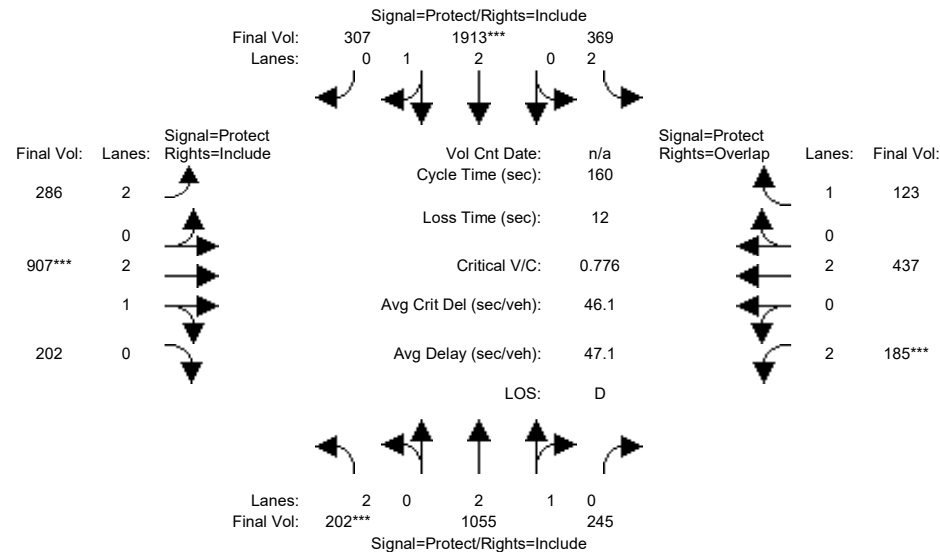 Signal=Protect/Rights=Include
Final Vol: 307 1913*** 369
Lanes: 0 1 2 0 2
Signal=Protect
Rights=Include
Signal=Protect
Rights=Overlap
Final Vol: Lanes: Vol Cnt Date: n/a Lanes: Final Vol:
Cycle Time (sec): 160
286 2 1 123
Loss Time (sec): 12
0 0
907*** 2 Critical V/C: 0.776 2 437
1 Avg Crit Del (sec/veh): 46.1 0
202 0 Avg Delay (sec/veh): 47.1 2 185***
LOS: D
Lanes: 2 0 2 1 0
Final Vol: 202*** 1055 245
Signal=Protect/Rights=Include